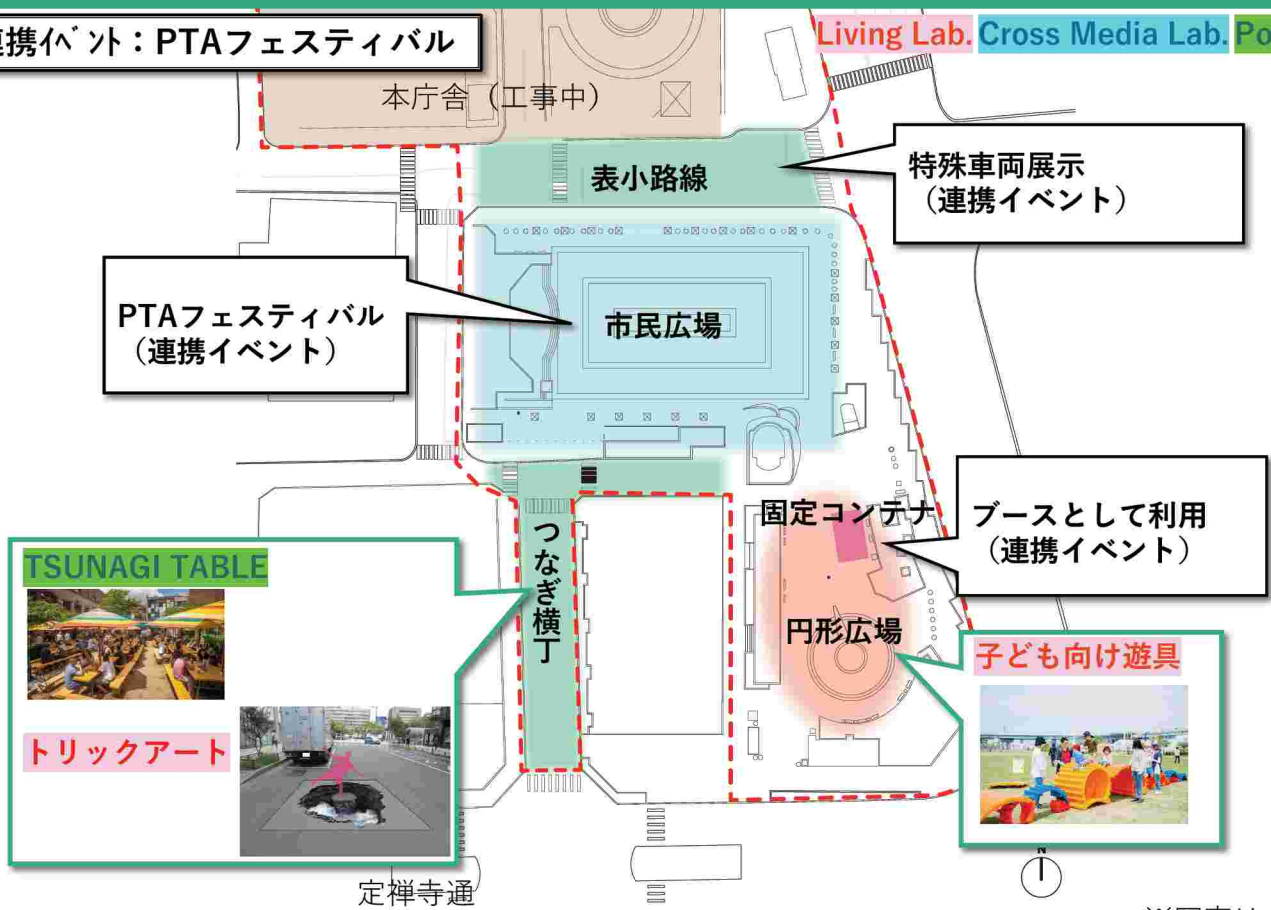 連携ｲﾍﾞﾝﾄ：PTAフェスティバル
Living Lab. Cross Media Lab.
本庁舎（工事中）
表小路線
特殊車両展示
（連携イベント）
PTAフェスティバル
（連携イベント）
市民広場
固定コンテナ
ブースとして利用
（連携イベント）
TSUNAGI TABLE
つなぎ横丁
円形広場
子ども向け遊具
トリックアート
N
定禅寺通